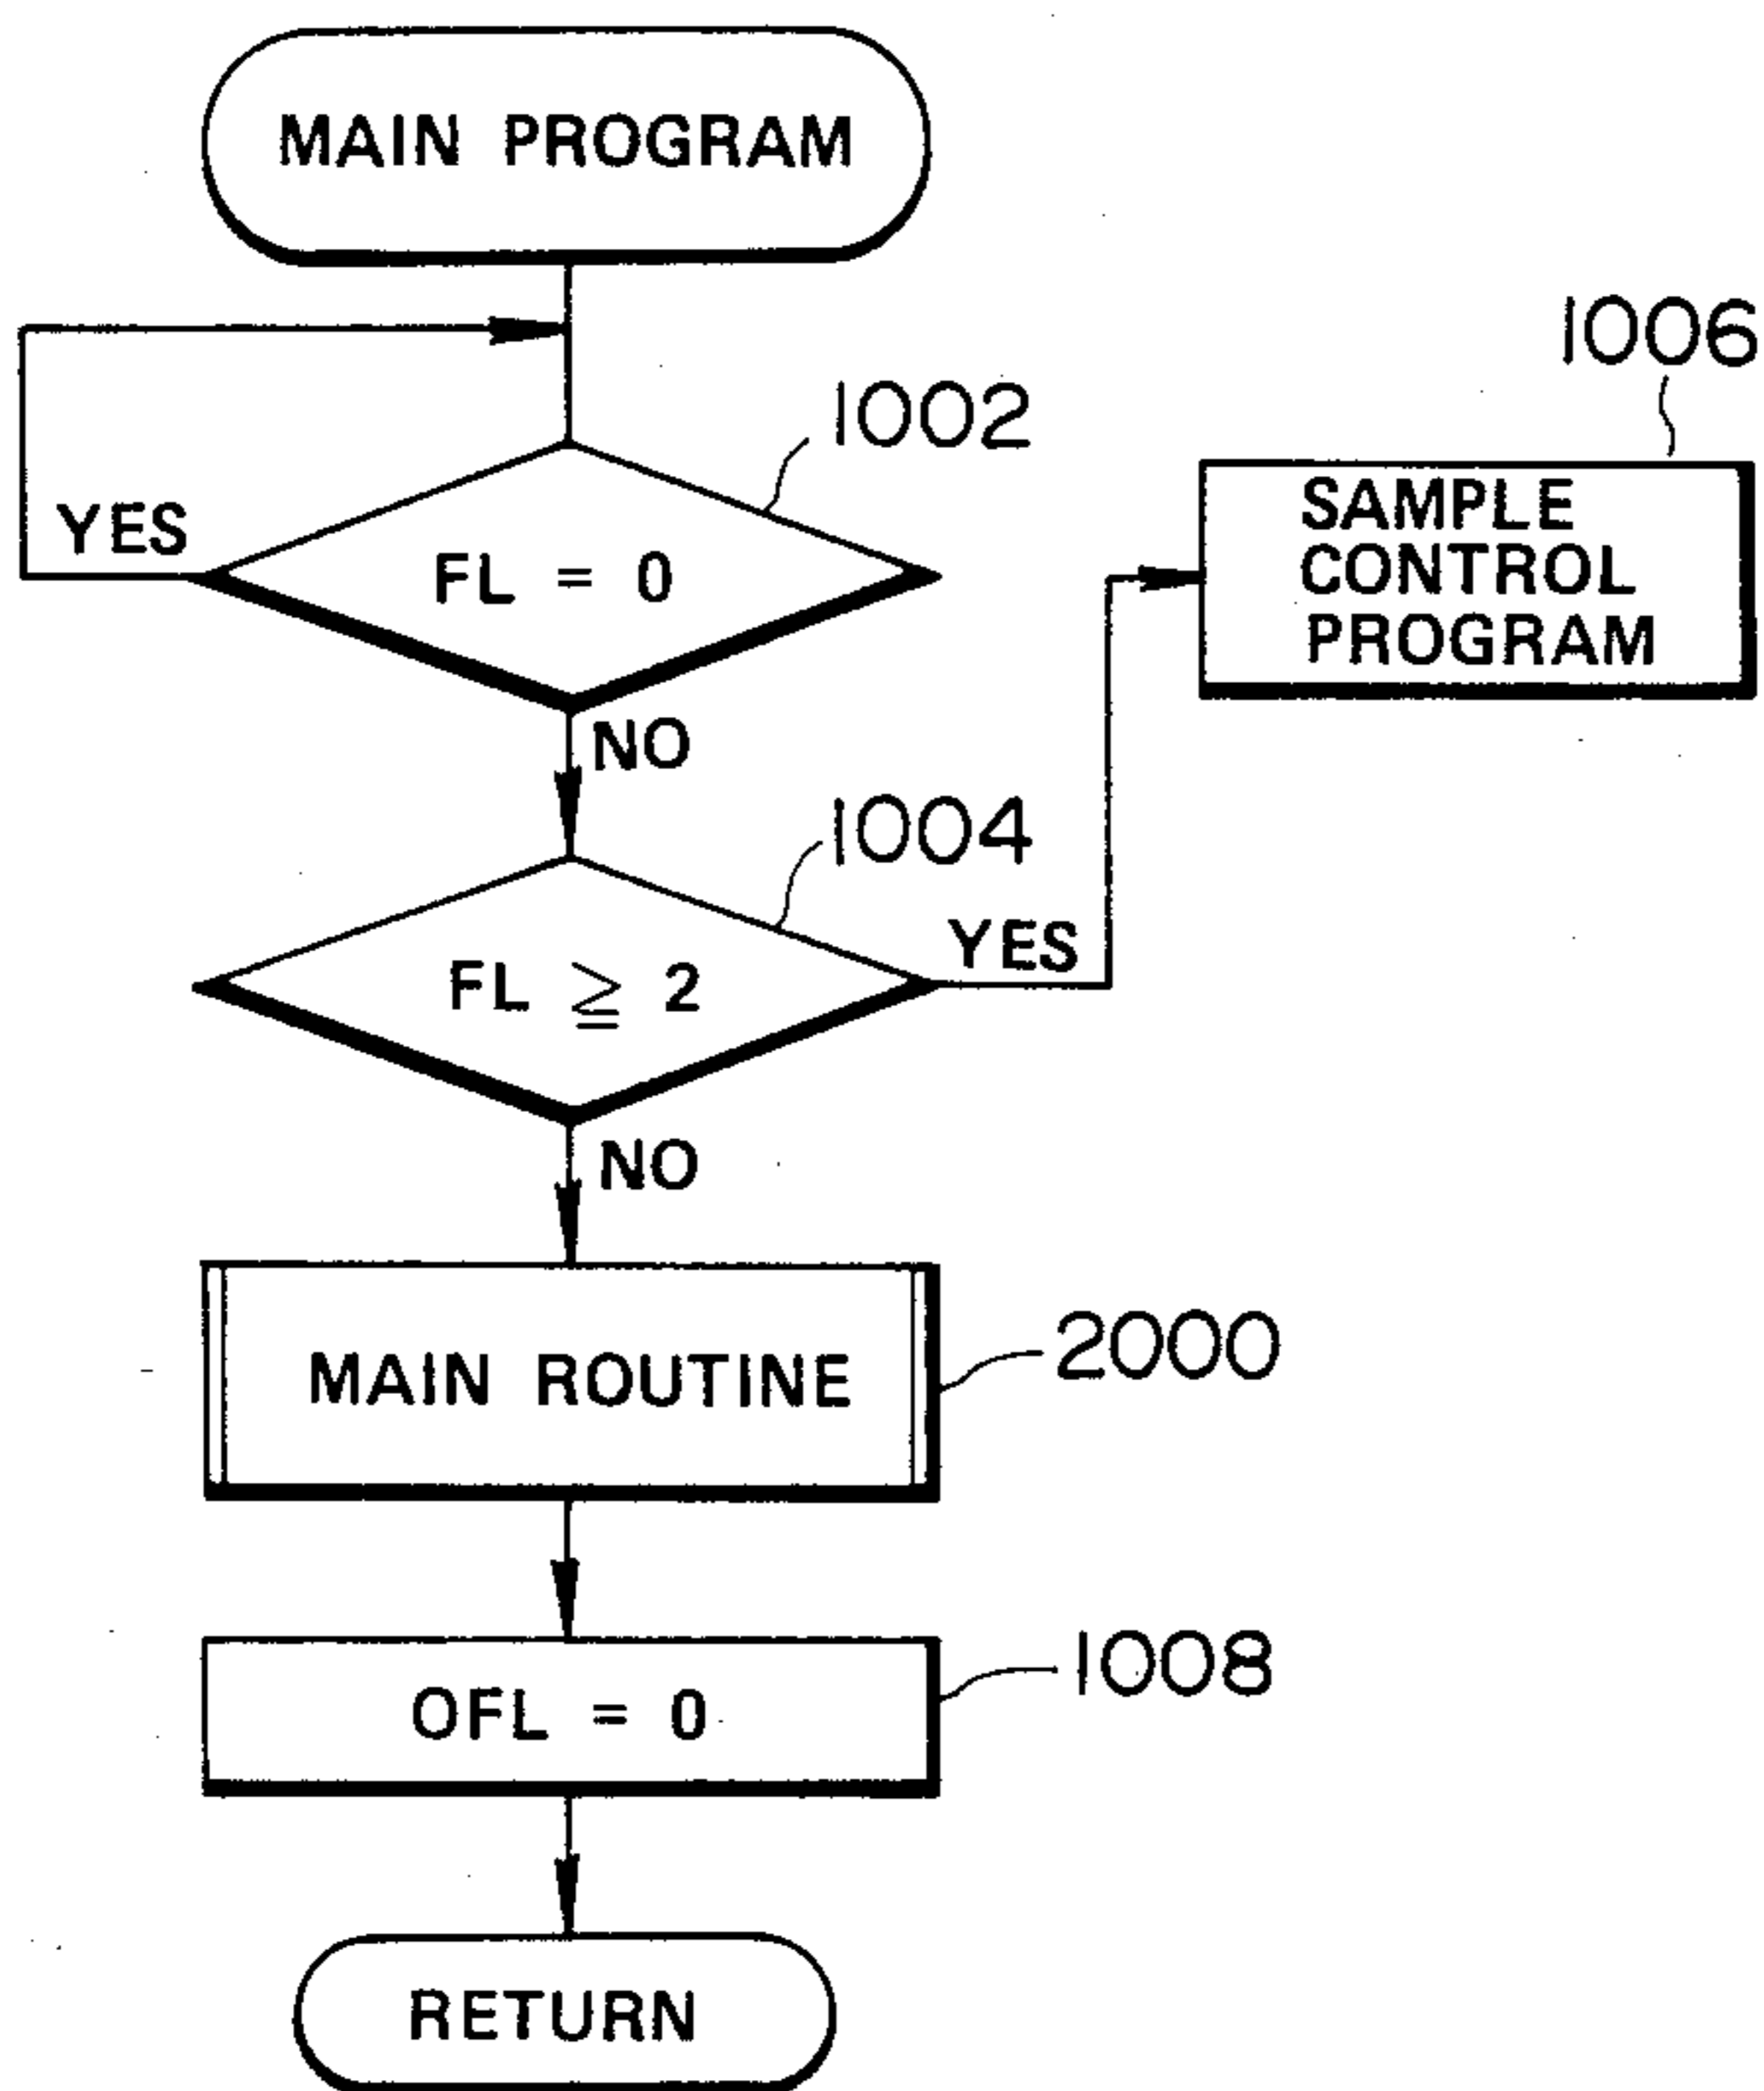 MAIN PROGRAM
1006
1002
SAMPLE
CONTROL
PROGRAM
YES
FL = 0
NO
1004
YES
FL ≧ 2
NO
MAIN ROUTINE
2000
OFL = 0
1008
RETURN